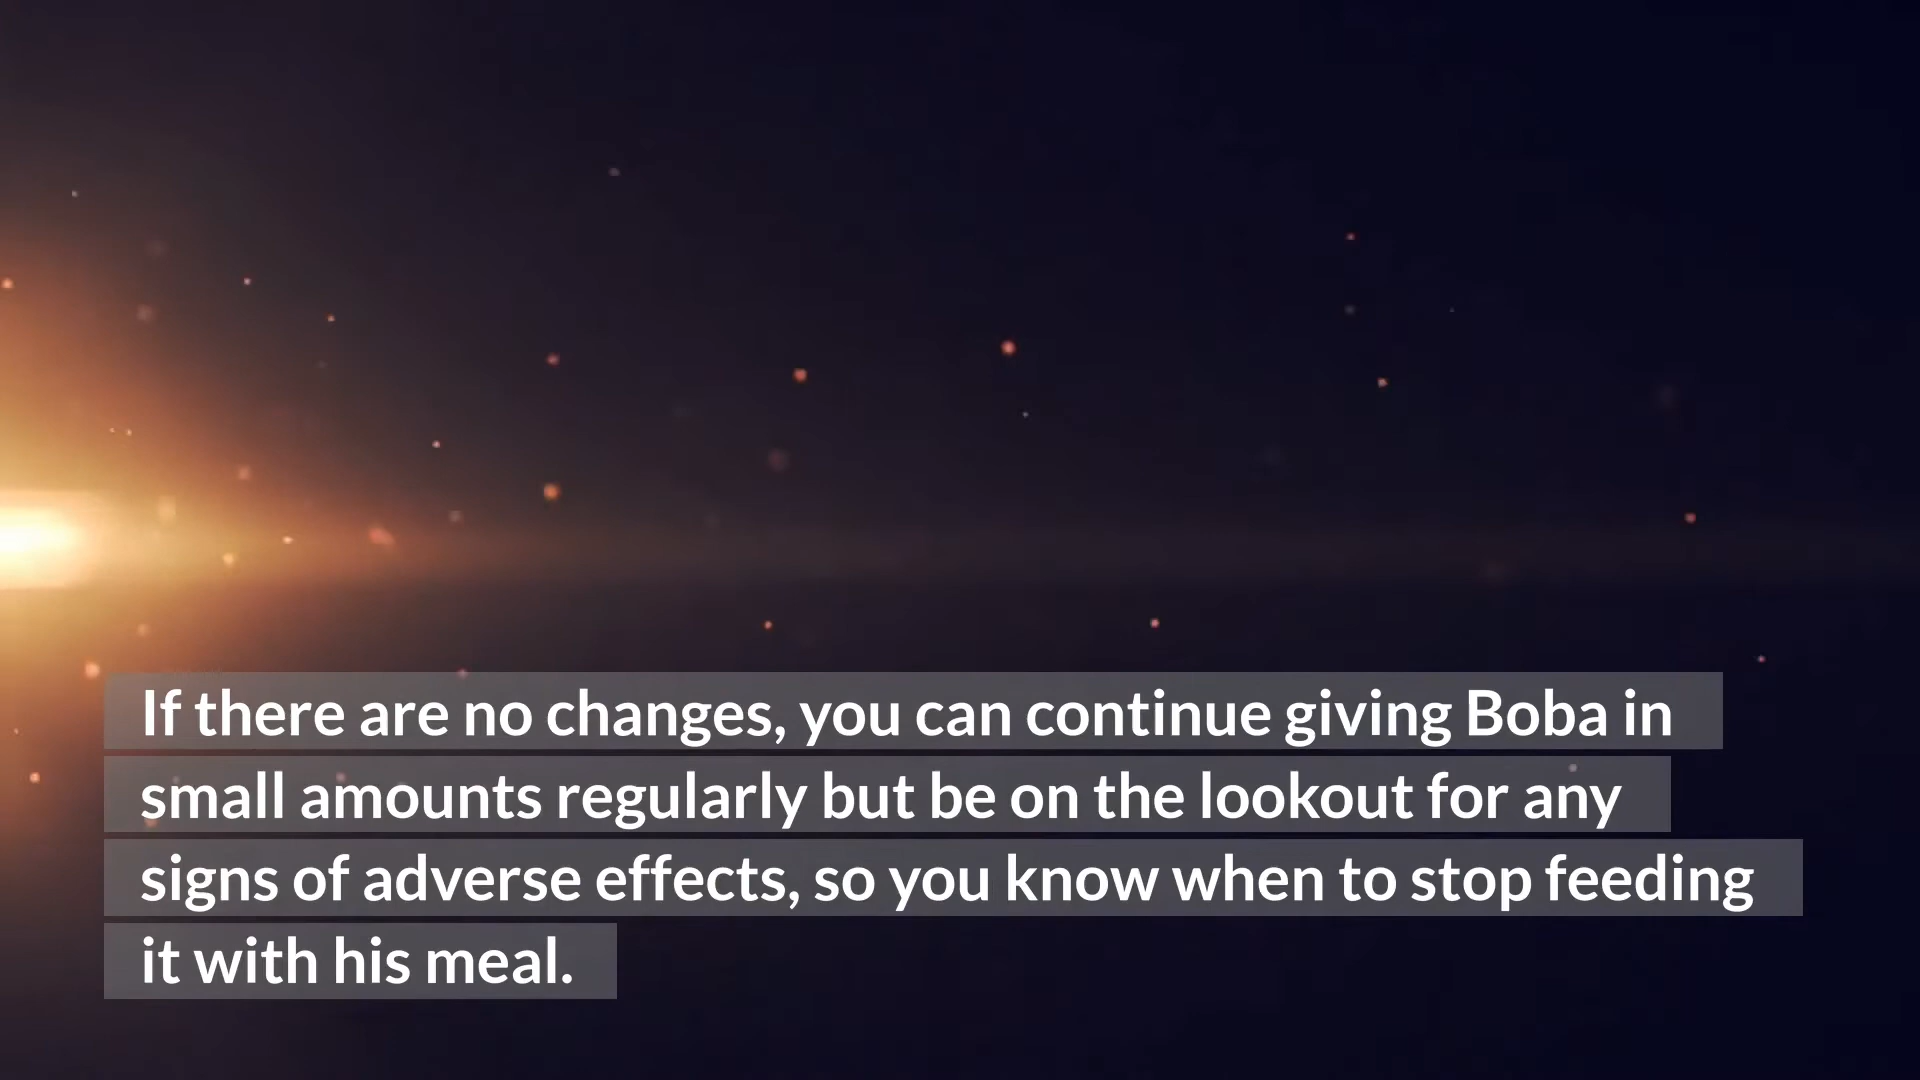 If there are no changes, you can continue giving Boba in
small amounts regularly but be on the lookout for any
signs of adverse effects, so you know when to stop feeding
it with his meal.